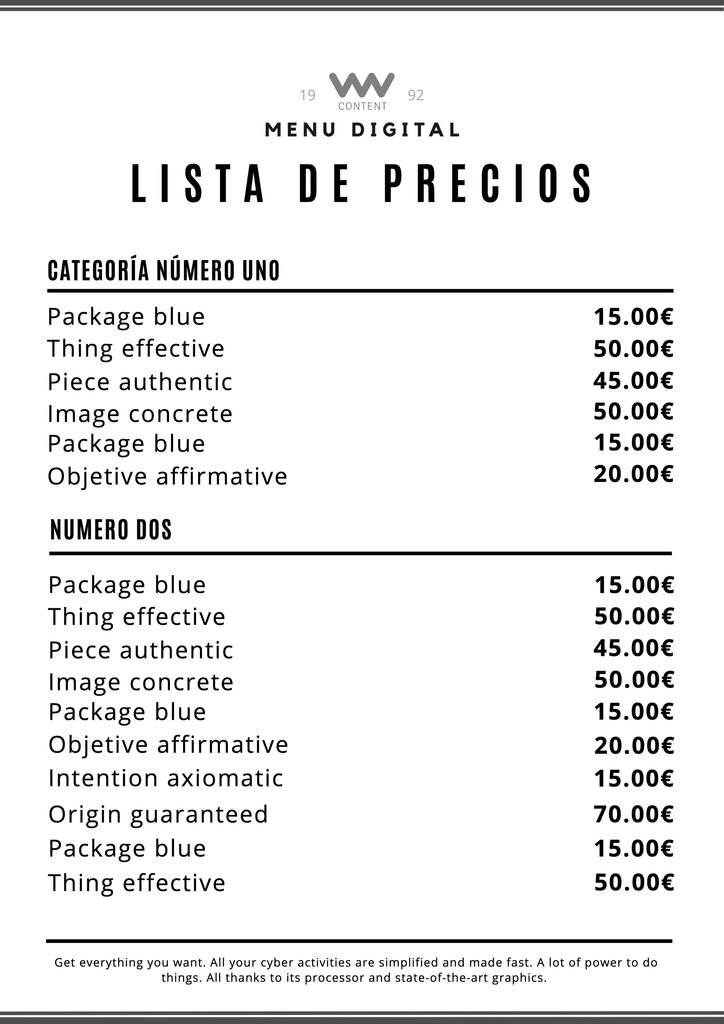 19 92
CONTENT
MENU DIGITAL
LISTA DE PRECIOS
CATEGORÍA NÚMERO UNO
Package blue 15.00€
Thing effective 50.00€
Piece authentic 45.00€
Image concrete 50.00€
Package blue 15.00€
Objetive affirmative 20.00€
NUMERO DOS
Package blue 15.00€
Thing effective 50.00€
Piece authentic 45.00€
Image concrete 50.00€
Package blue 15.00€
Objetive affirmative 20.00€
Intention axiomatic 15.00€
Origin guaranteed 70.00€
Package blue 15.00€
Thing effective 50.00€
Get everything you want. All your cyber activities are simplified and made fast. A lot of power to do
things. All thanks to its processor and state-of-the-art graphics.